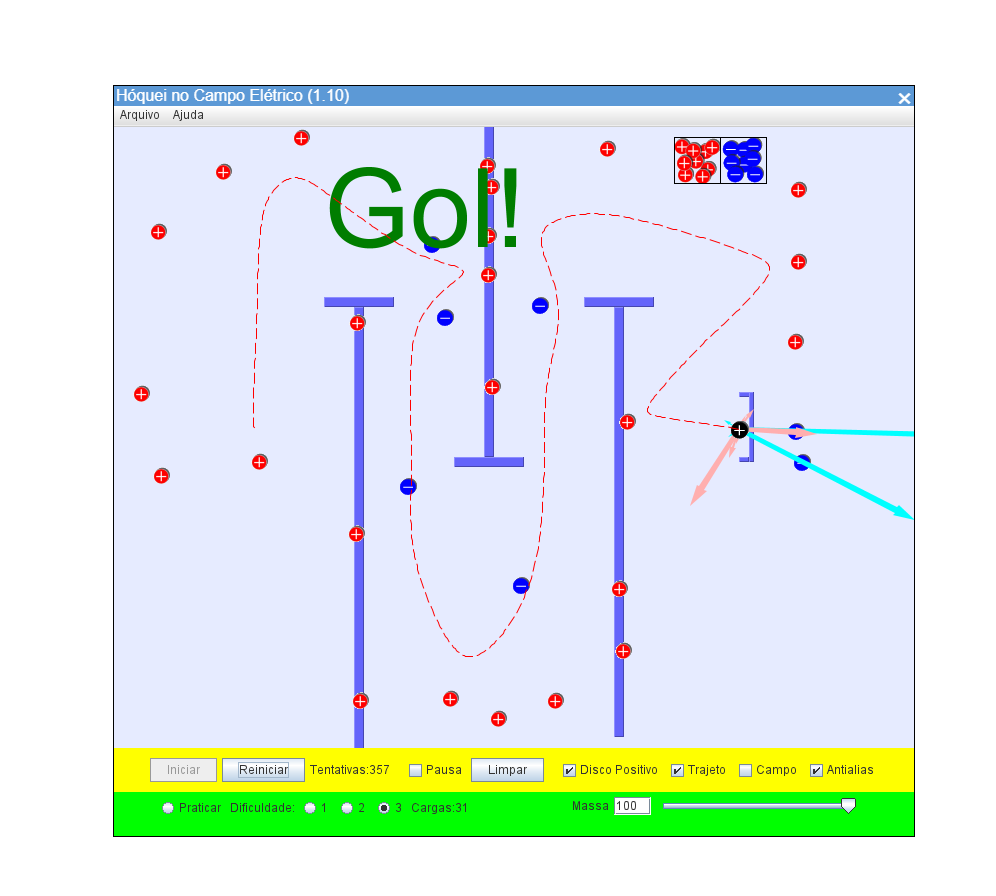 Hóquei no Campo Elétrico (1.10)
Arquivo Ajuda
Gol!
Iniciar Reiniciar Tentativas:357 Pausa Limpar Disco Positivo Trajeto Campo Antialias
Praticar Dificuldade: 1 2 3 Cargas:31 Massa 100